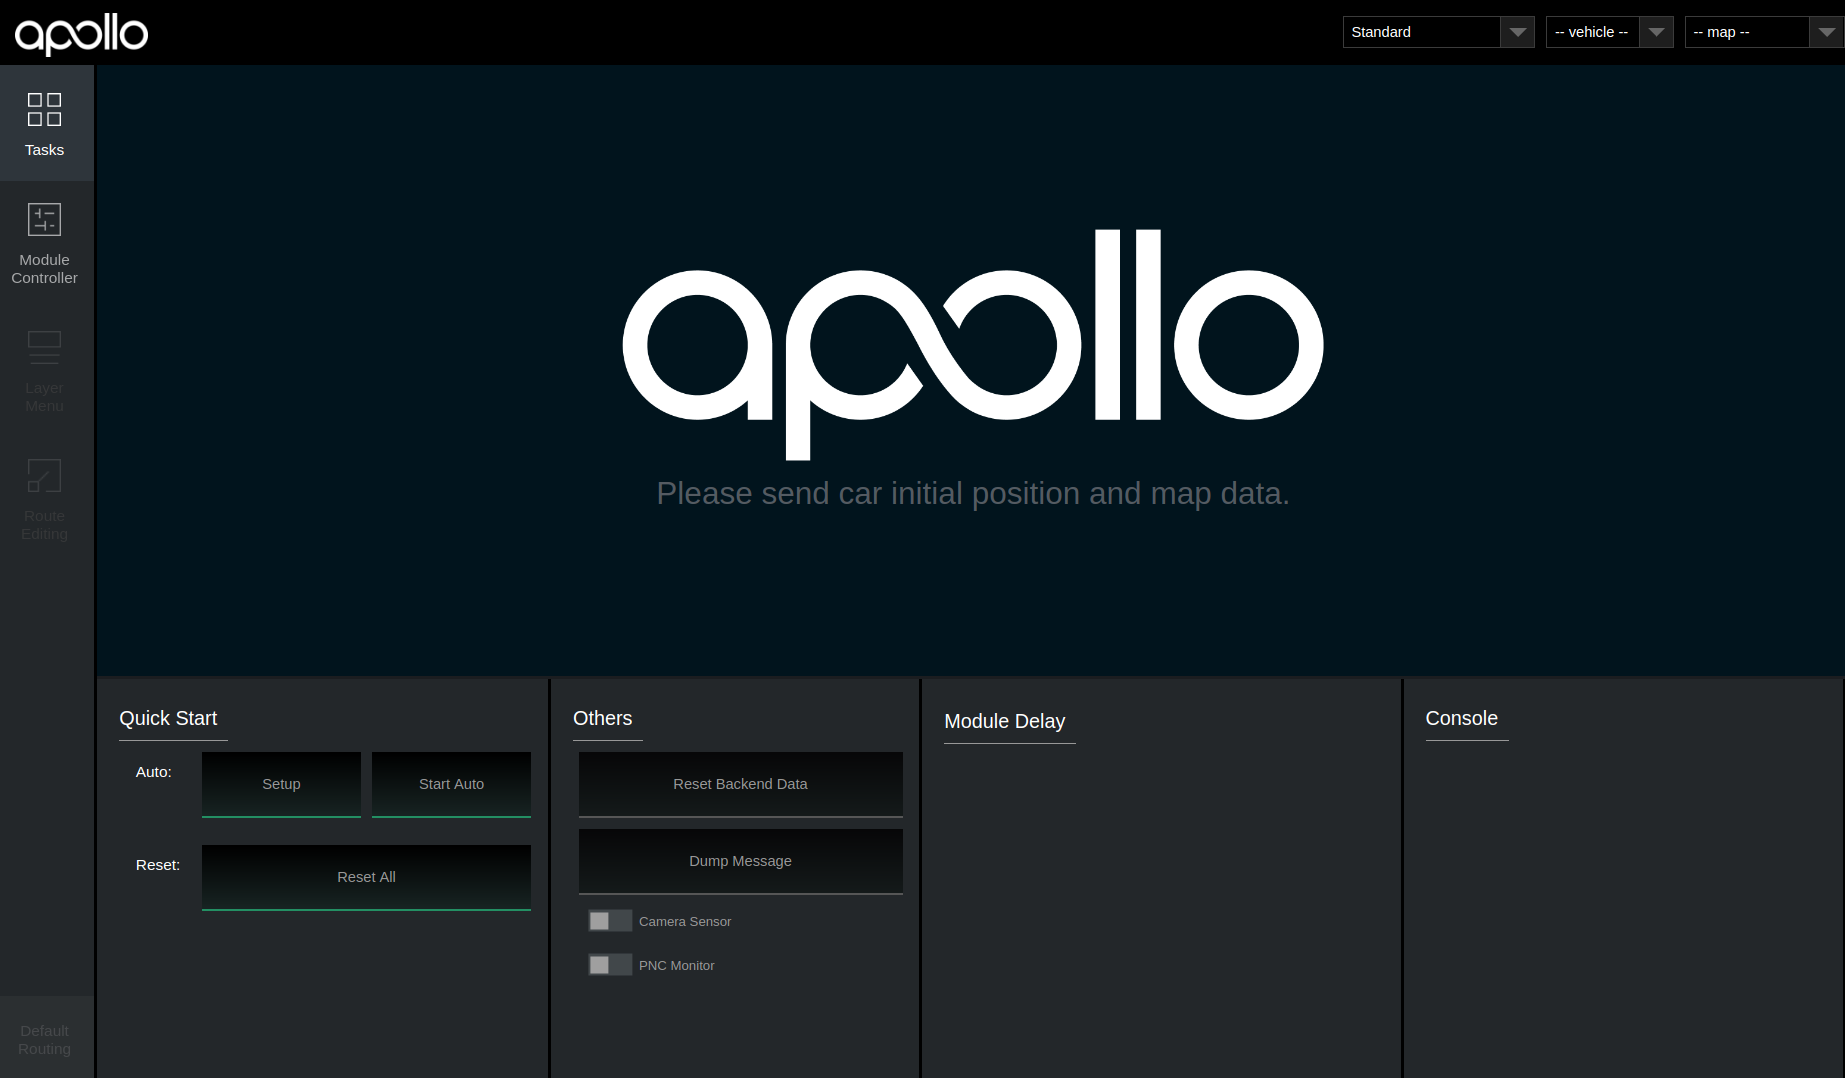 apollo
Standard
-- vehicle --
-- map --
Tasks
Module
Controller
Layer
Menu
Route
Editing
Default
Routing
apollo
Please send car initial position and map data.
Quick Start
Auto:
Setup
Start Auto
Reset:
Reset All
Others
Reset Backend Data
Dump Message
Camera Sensor
PNC Monitor
Module Delay
Console